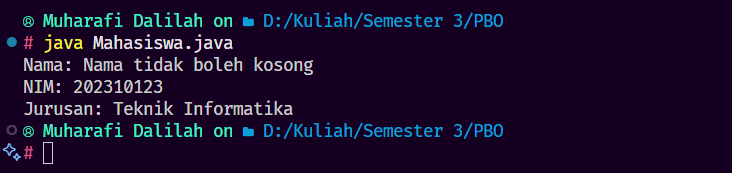 Muharafi Dalilah on D:/Kuliah/Semester 3/PBO
# java Mahasiswa.java
Nama: Nama tidak boleh kosong
NIM: 202310123
Jurusan: Teknik Informatika
Muharafi Dalilah on D:/Kuliah/Semester 3/PBO
#